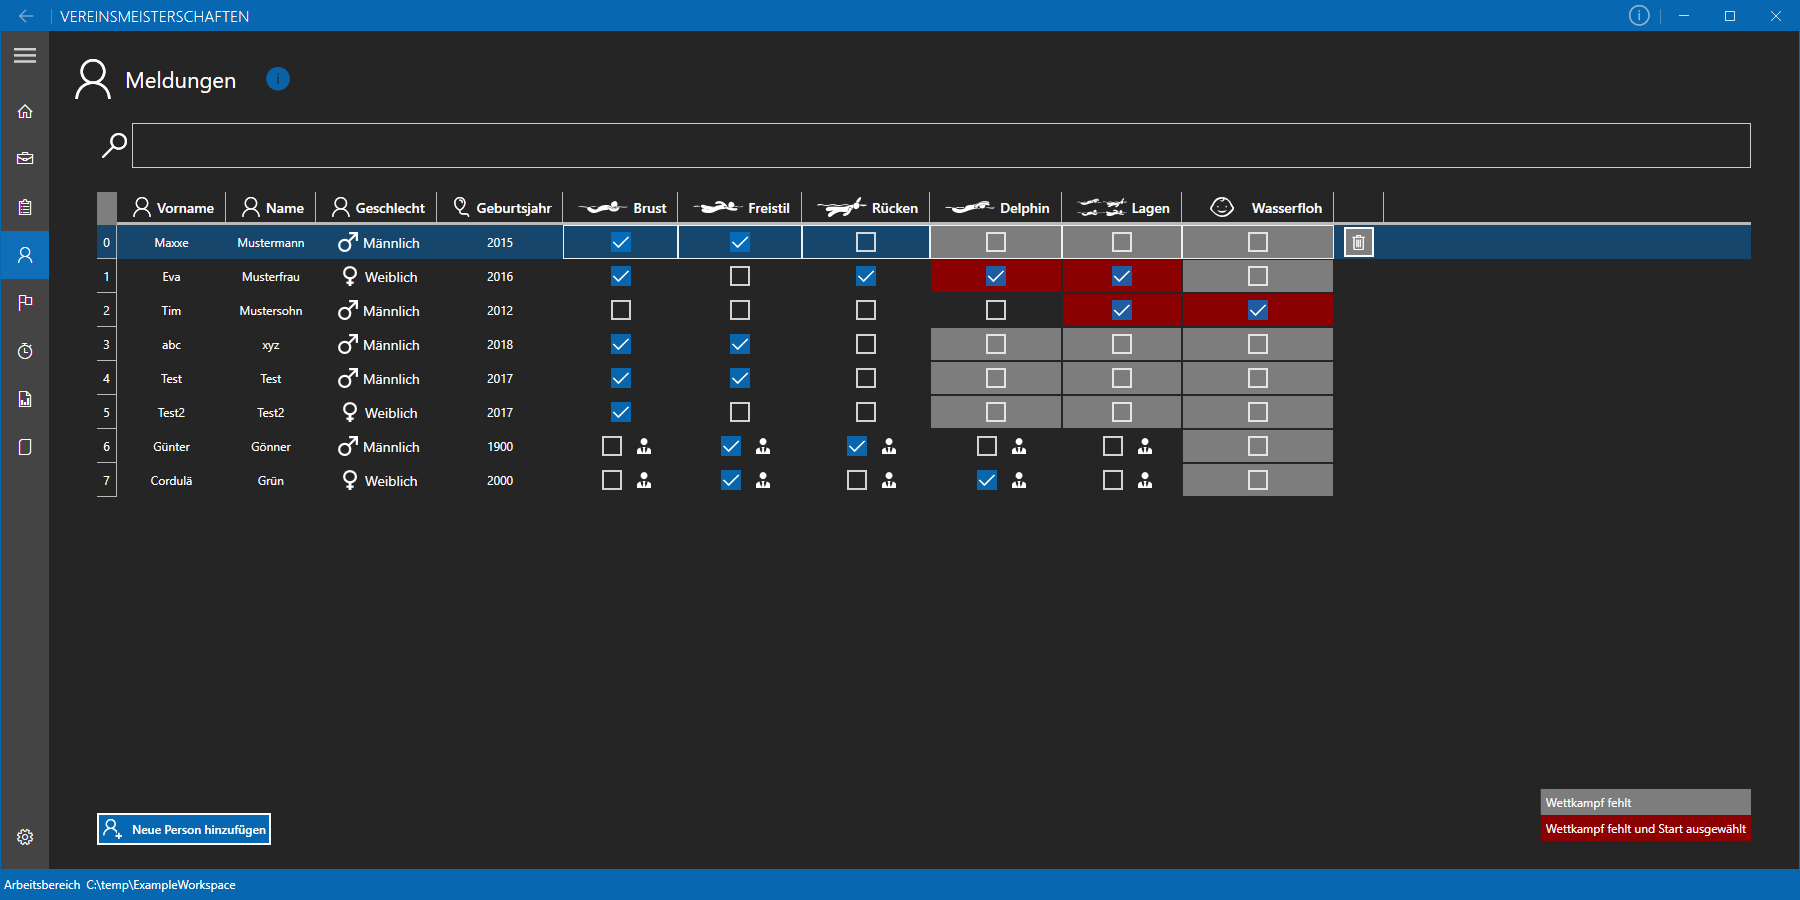 VEREINSMEISTERSCHAFTEN
Meldungen
Vorname Name Geschlecht Geburtsjahr Brust Freistil Rücken Delphin Lagen Wasserfloh
0 Maxxe Mustermann Männlich 2015
1 Eva Musterfrau Weiblich 2016
2 Tim Mustersohn Männlich 2012
3 abc xyz Männlich 2018
4 Test Test Männlich 2017
5 Test2 Test2 Weiblich 2017
6 Günter Gönner Männlich 1900
7 Cordulä Grün Weiblich 2000
Wettkampf fehlt
Neue Person hinzufügen
Wettkampf fehlt und Start ausgewählt
Arbeitsbereich C:\temp\ExampleWorkspace